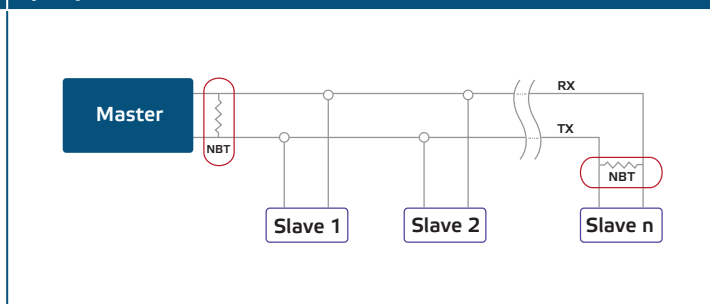 RX
Master
TX
NBT
NBT
Slave 1
Slave 2
Slave n